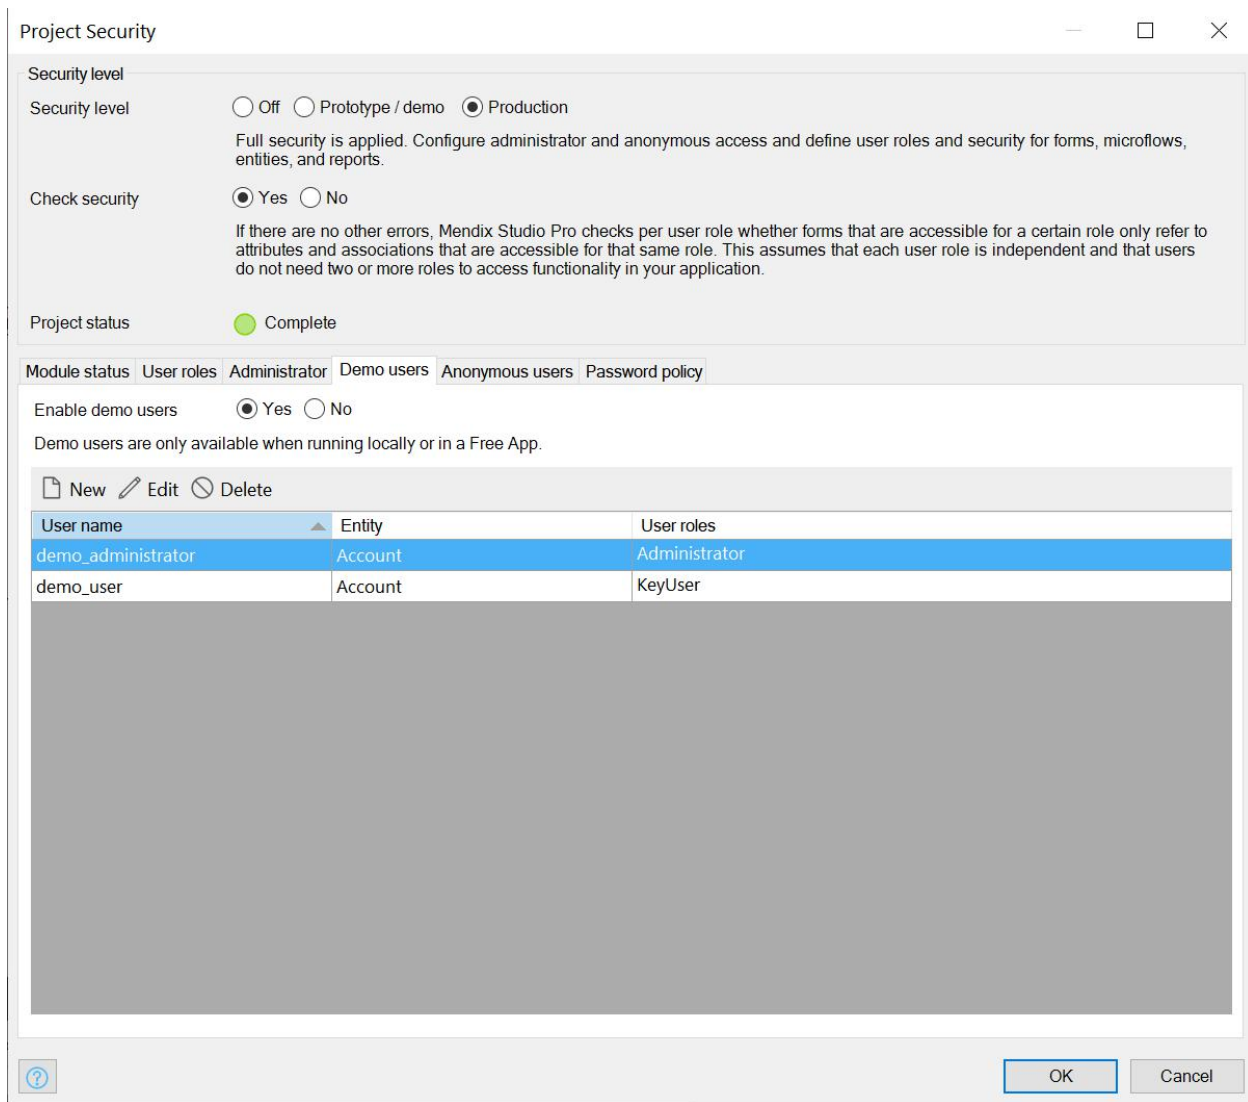 Project Security
Security level
Security level Off Prototype / demo Production
Full security is applied. Configure administrator and anonymous access and define user roles and security for forms, microflows,
entities, and reports.
Check security Yes No
If there are no other errors, Mendix Studio Pro checks per user role whether forms that are accessible for a certain role only refer to
attributes and associations that are accessible for that same role. This assumes that each user role is independent and that users
do not need two or more roles to access functionality in your application.
Project status Complete
Module status User roles Administrator Demo users Anonymous users Password policy
Enable demo users Yes No
Demo users are only available when running locally or in a Free App.
New Edit Delete
User name Entity User roles
demo_administrator Account Administrator
demo_user Account KeyUser
? OK Cancel